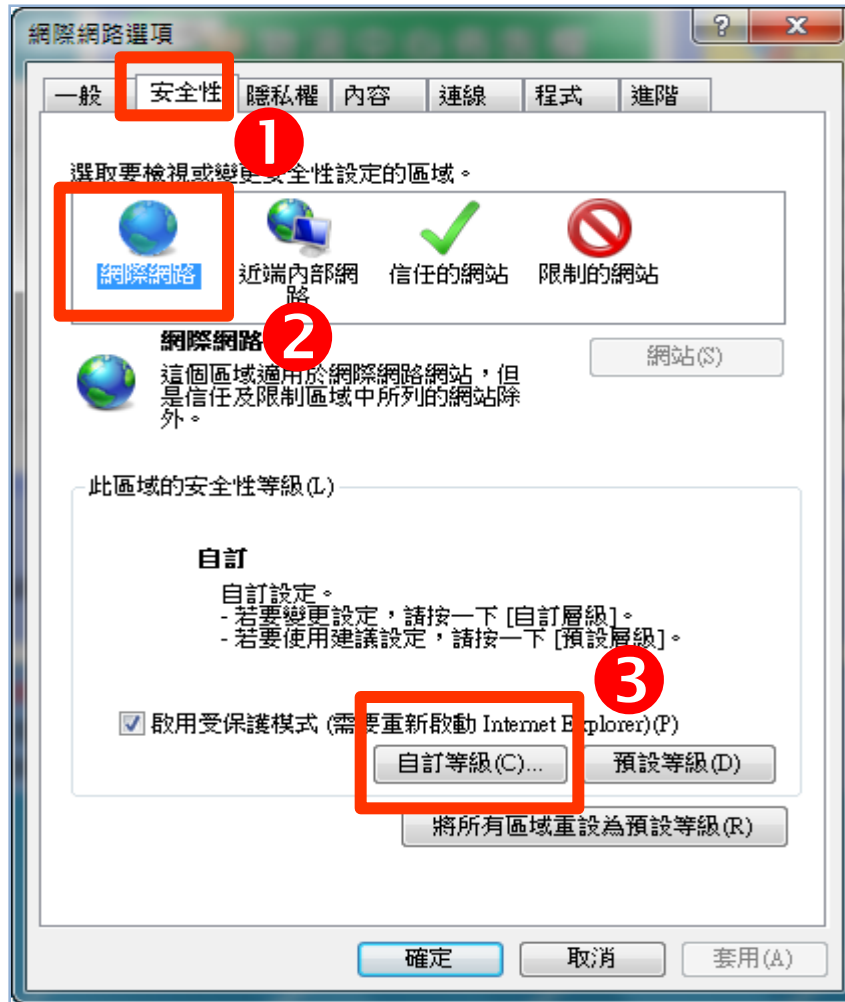 網際網路選項
一般 安全性 隱私權 內容 連線 程式 進階
1
選取要檢視或變更安全性設定的區域。
網際網路 近端內部網路 信任的網站 限制的網站
2
網際網路
網站(S)
這個區域適用於網際網路網站，但
是信任及限制區域中所列的網站除
外。
此區域的安全性等級(L)
自訂
自訂設定。
- 若要變更設定，請按一下 [自訂層級]。
- 若要使用建議設定，請按一下 [預設層級]。
3
啟用受保護模式 (需要重新啟動 Internet Explorer)(P)
自訂等級(C)... 預設等級(D)
將所有區域重設為預設等級(R)
確定 取消 套用(A)